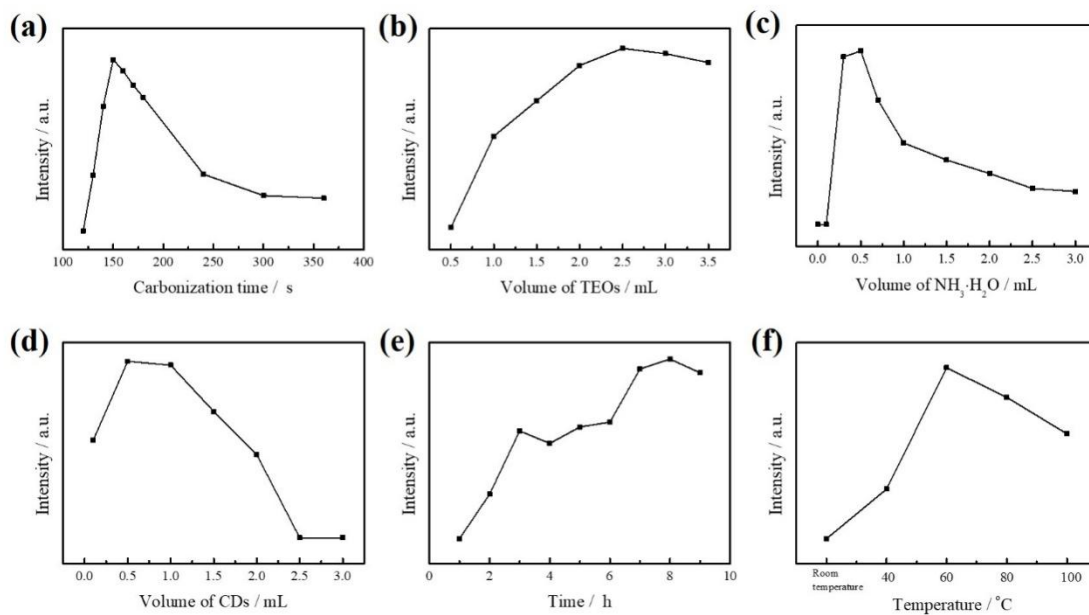 (a)
Intensity / a.u.
100 150 200 250 300 350 400
Carbonization time / s
(b)
Intensity / a.u.
0.5 1.0 1.5 2.0 2.5 3.0 3.5
Volume of TEOs / mL
(c)
Intensity / a.u.
0.0 0.5 1.0 1.5 2.0 2.5 3.0
Volume of NH₃·H₂O / mL
(d)
Intensity / a.u.
0.0 0.5 1.0 1.5 2.0 2.5 3.0
Volume of CDs / mL
(e)
Intensity / a.u.
0 2 4 6 8 10
Time / h
(f)
Intensity / a.u.
Room
temperature 40 60 80 100
Temperature / °C